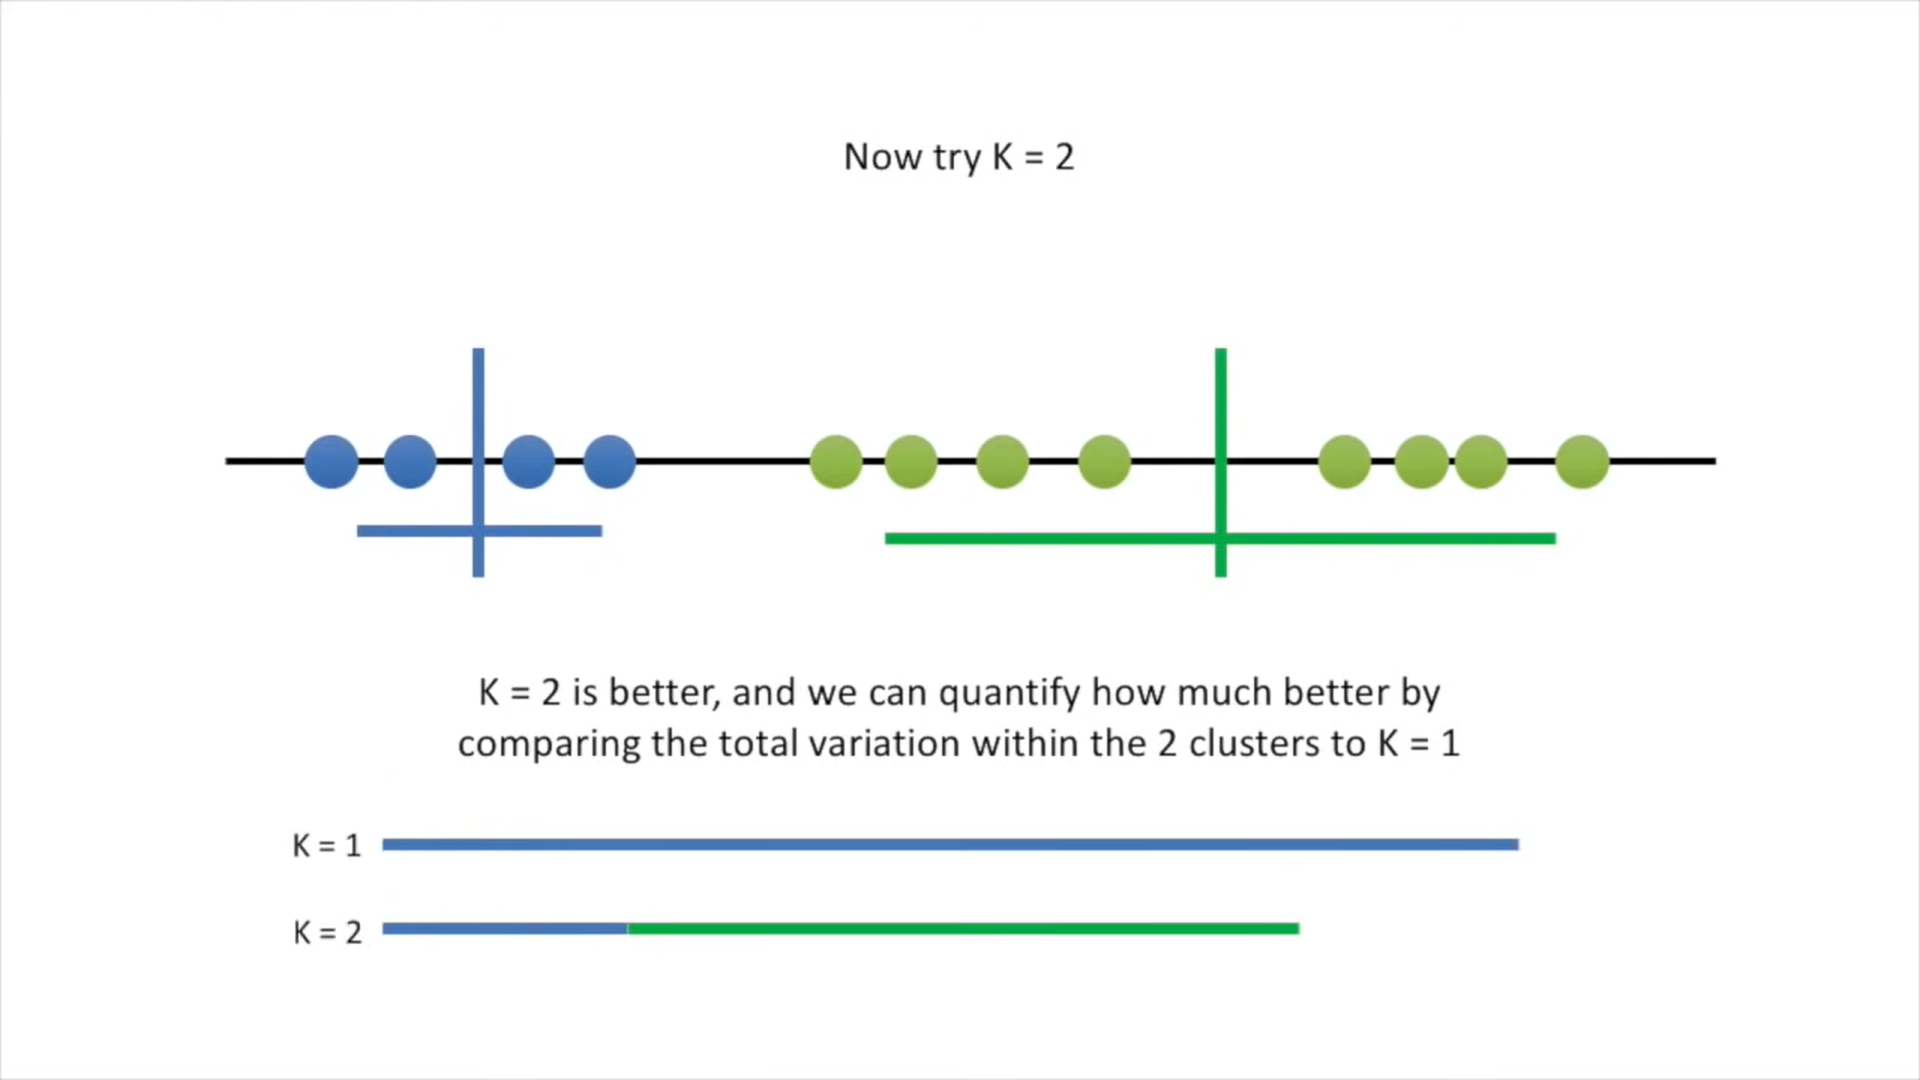 Now try K = 2
K = 2 is better, and we can quantify how much better by
comparing the total variation within the 2 clusters to K = 1
K = 1
K = 2